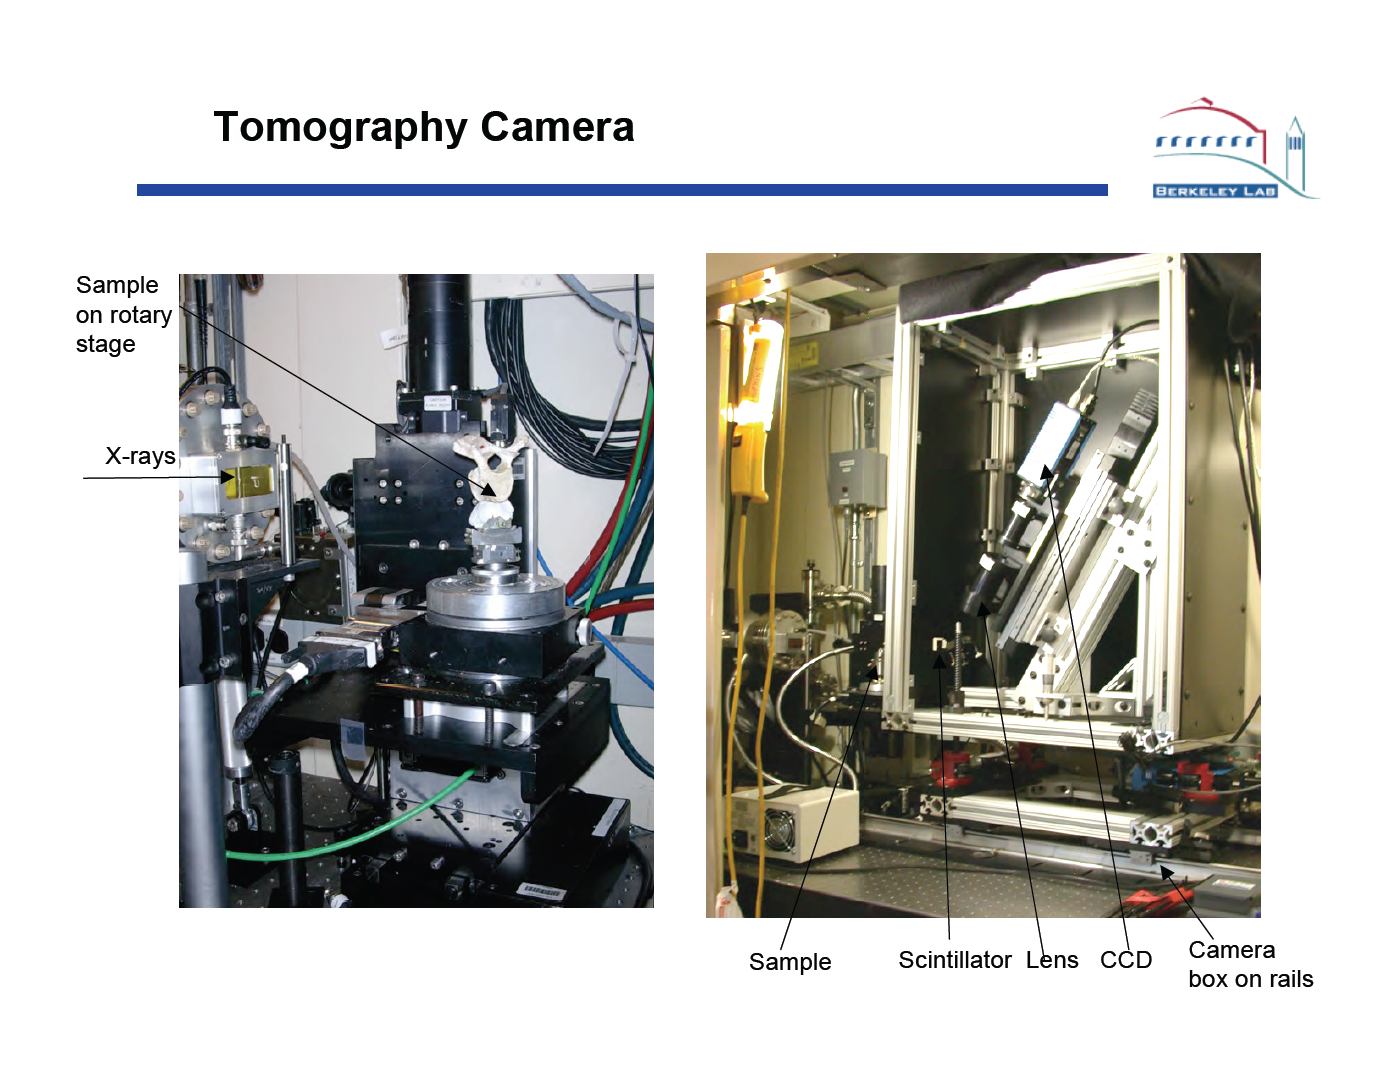 Tomography Camera
BERKELEY LAB
Sample
on rotary
stage
X-rays
Sample
Scintillator
Lens
CCD
Camera
box on rails